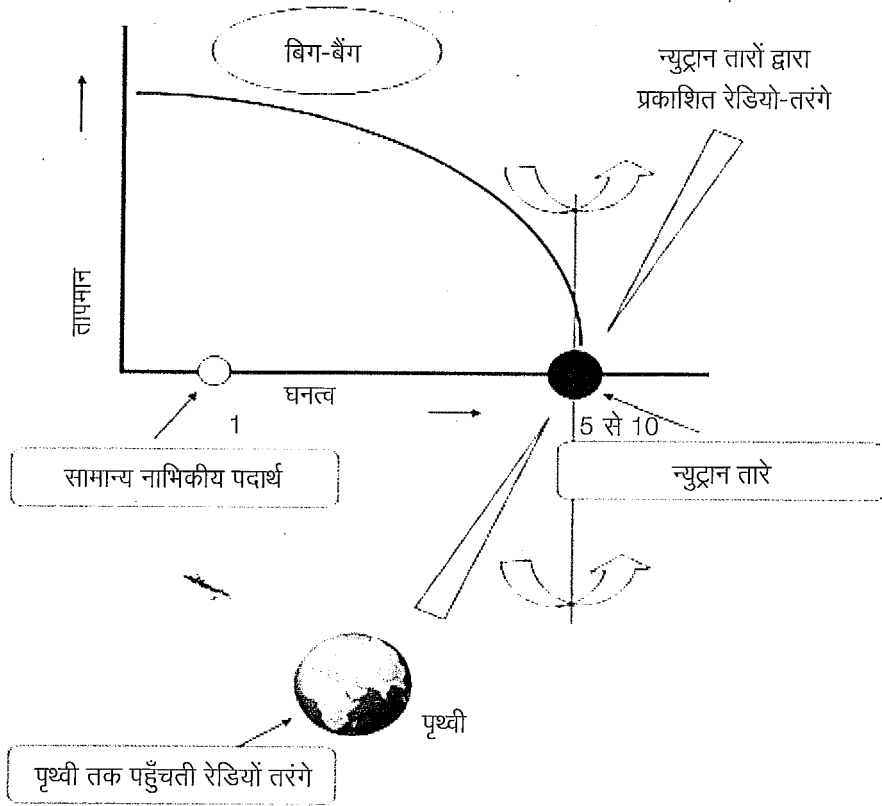 बिग-बैंग
न्युट्रान तारों द्वारा
प्रकाशित रेडियो-तरंगे
तापमान
घनत्व
1
5 से 10
सामान्य नाभिकीय पदार्थ
न्युट्रान तारे
पृथ्वी
पृथ्वी तक पहुँचती रेडियों तरंगे